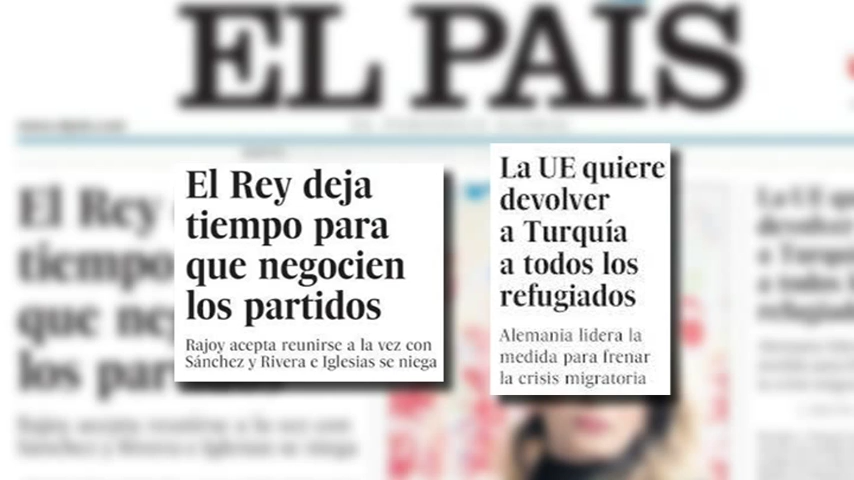 EL PAÍS
El Rey deja
tiempo para
que negocien
los partidos
Rajoy acepta reunirse a la vez con
Sánchez y Rivera e Iglesias se niega
La UE quiere
devolver
a Turquía
a todos los
refugiados
Alemania lidera la
medida para frenar
la crisis migratoria